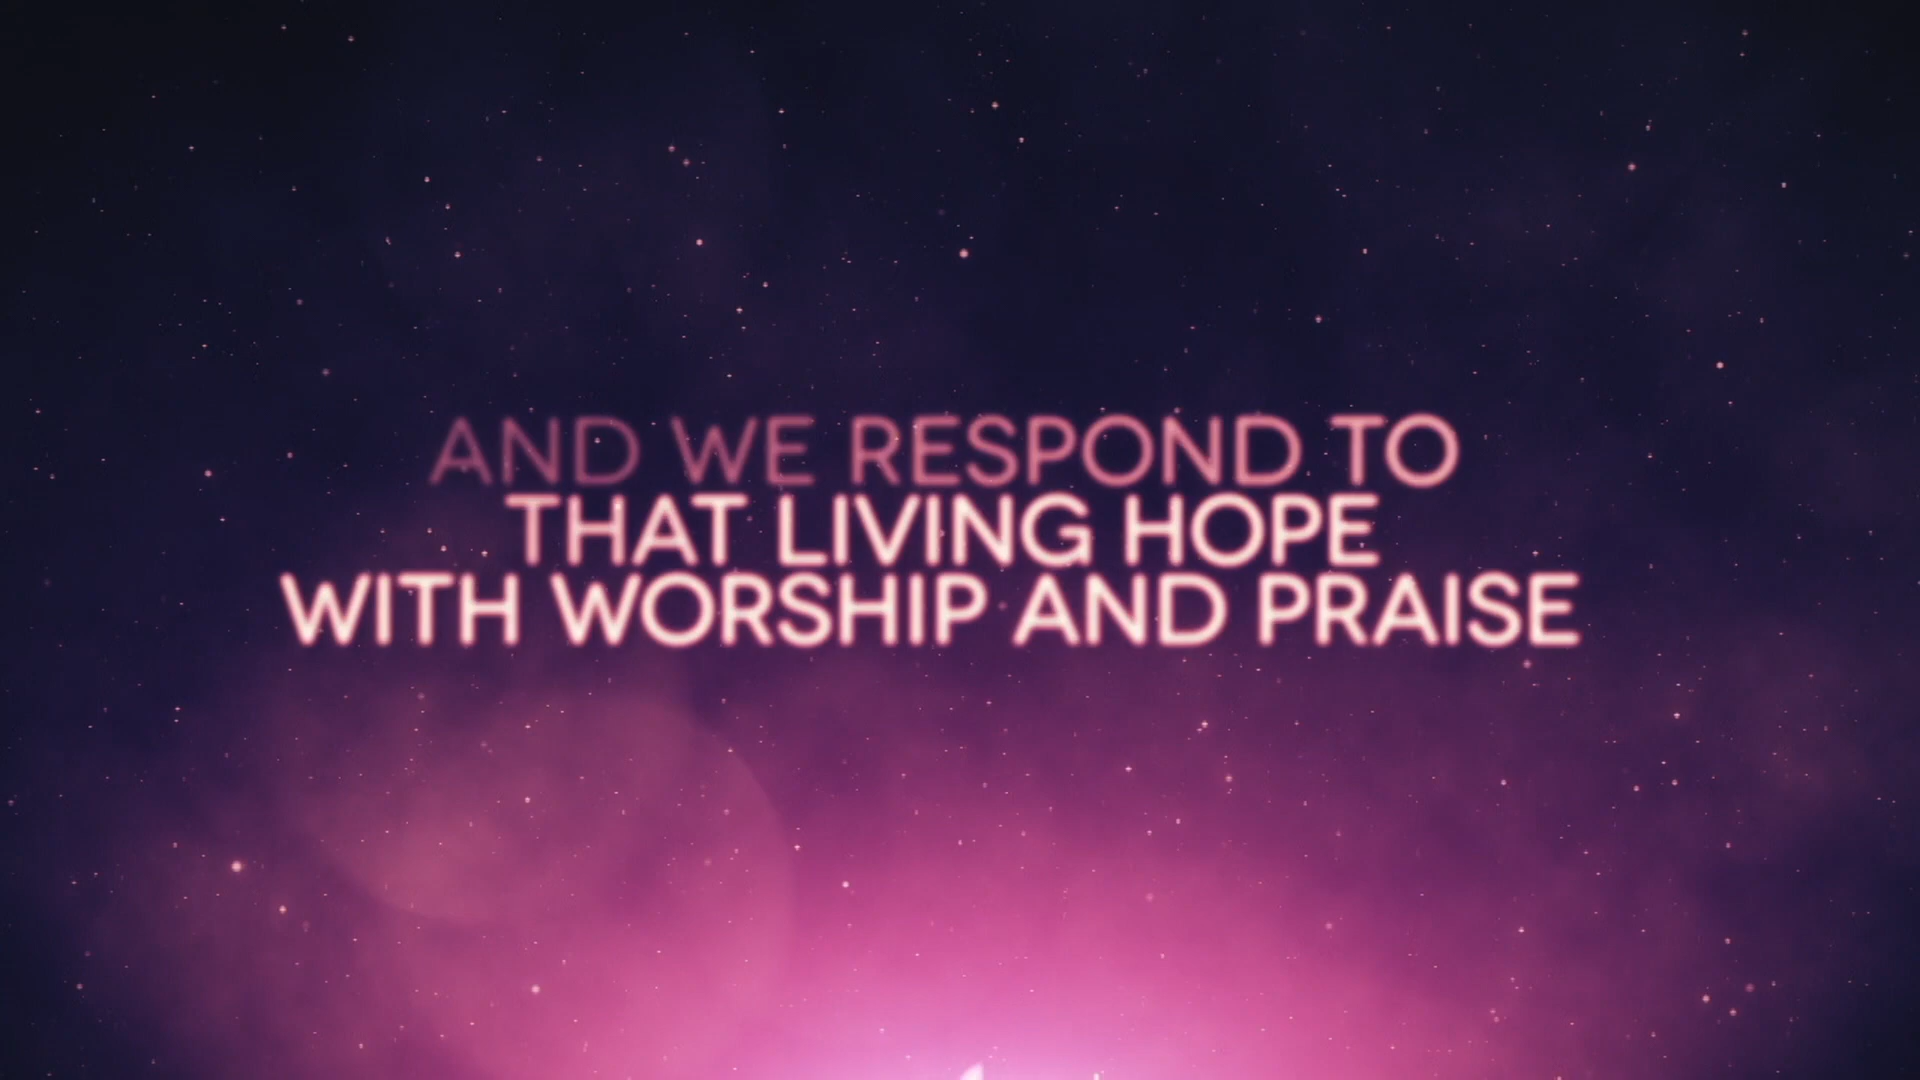 AND WE RESPOND TO
THAT LIVING HOPE
WITH WORSHIP AND PRAISE